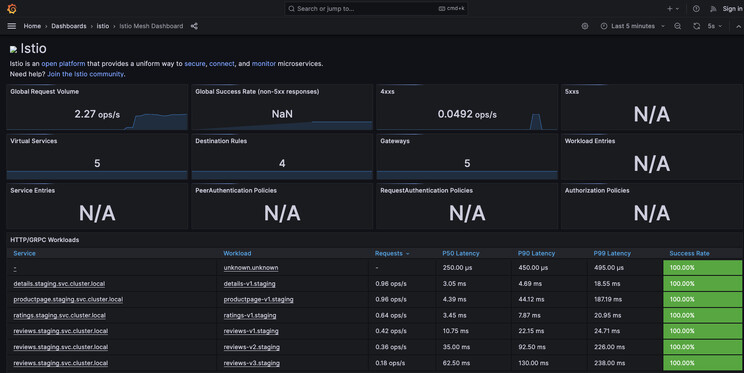 Search or jump to...
cmd+k
Sign in
Home › Dashboards › istio › Istio Mesh Dashboard
Last 5 minutes
5s
Istio
Istio is an open platform that provides a uniform way to secure, connect, and monitor microservices.
Need help? Join the Istio community.
Global Request Volume
2.27 ops/s
Global Success Rate (non-5xx responses)
NaN
4xxs
0.0492 ops/s
5xxs
N/A
Virtual Services
5
Destination Rules
4
Gateways
5
Workload Entries
N/A
Service Entries
N/A
PeerAuthentication Policies
N/A
RequestAuthentication Policies
N/A
Authorization Policies
N/A
HTTP/GRPC Workloads
Service Workload Requests P50 Latency P90 Latency P99 Latency Success Rate
- unknown.unknown - 250.00 µs 450.00 µs 495.00 µs 100.00%
details.staging.svc.cluster.local details-v1.staging 0.96 ops/s 3.05 ms 4.69 ms 18.55 ms 100.00%
productpage.staging.svc.cluster.local productpage-v1.staging 0.96 ops/s 4.39 ms 44.12 ms 187.19 ms 100.00%
ratings.staging.svc.cluster.local ratings-v1.staging 0.64 ops/s 3.45 ms 7.87 ms 20.95 ms 100.00%
reviews.staging.svc.cluster.local reviews-v1.staging 0.42 ops/s 10.75 ms 22.15 ms 24.71 ms 100.00%
reviews.staging.svc.cluster.local reviews-v2.staging 0.36 ops/s 35.00 ms 92.50 ms 226.00 ms 100.00%
reviews.staging.svc.cluster.local reviews-v3.staging 0.18 ops/s 62.50 ms 130.00 ms 238.00 ms 100.00%